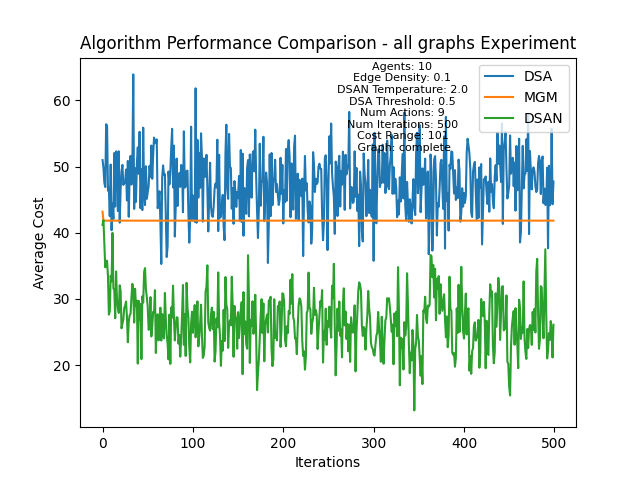 Algorithm Performance Comparison - all graphs Experiment
Agents: 10
Edge Density: 0.1
DSAN Temperature: 2.0
DSA Threshold: 0.5
Num Actions: 9
Num Iterations: 500
Cost Range: 101
Graph: complete
DSA
MGM
DSAN
Average Cost
60
50
40
30
20
0
100
200
300
400
500
Iterations